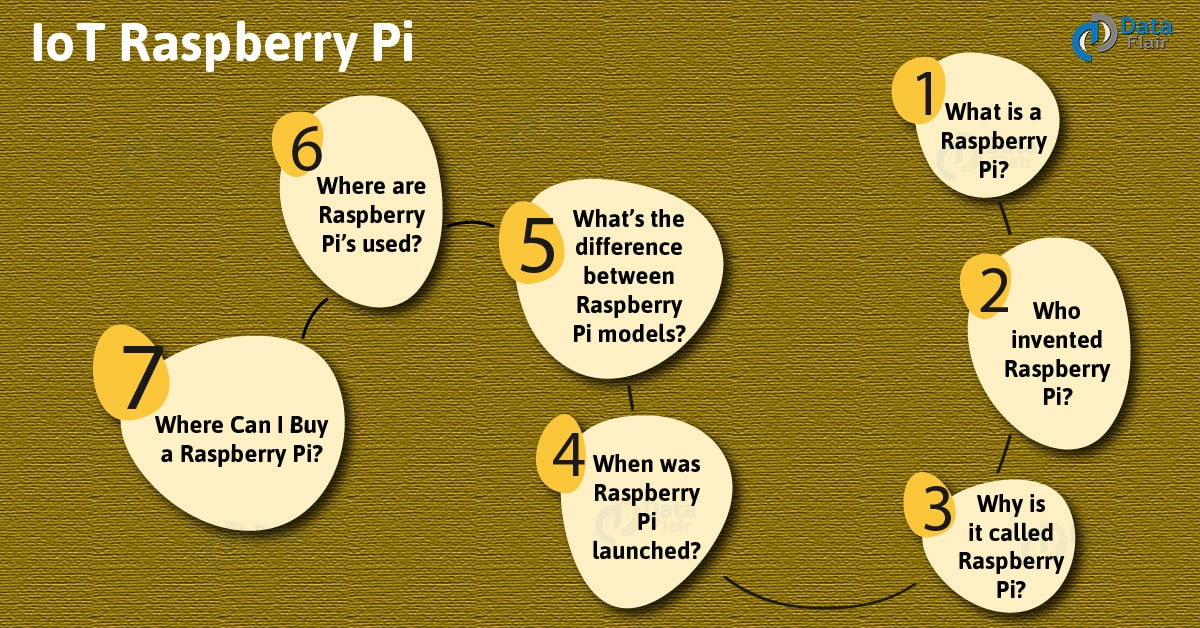 IoT Raspberry Pi
Data
Flair
1
What is a
Raspberry
Pi?
2
Who
invented
Raspberry
Pi?
3
Why is
it called
Raspberry
Pi?
4
When was
Raspberry
Pi
launched?
5
What's the
difference
between
Raspberry
Pi models?
6
Where are
Raspberry
Pi's used?
7
Where Can I Buy
a Raspberry Pi?